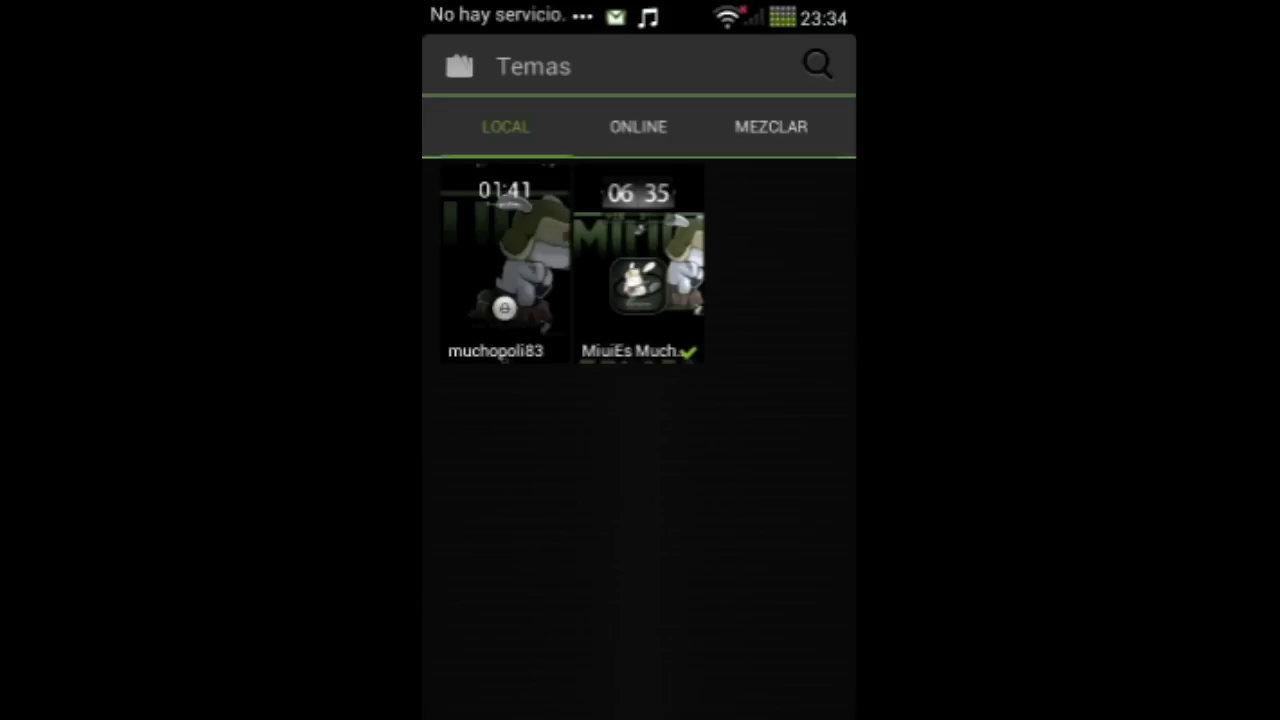 No hay servicio. ... 23:34
Temas
LOCAL ONLINE MEZCLAR
01:41
06 35
muchopoli83
MiuiEs Much..